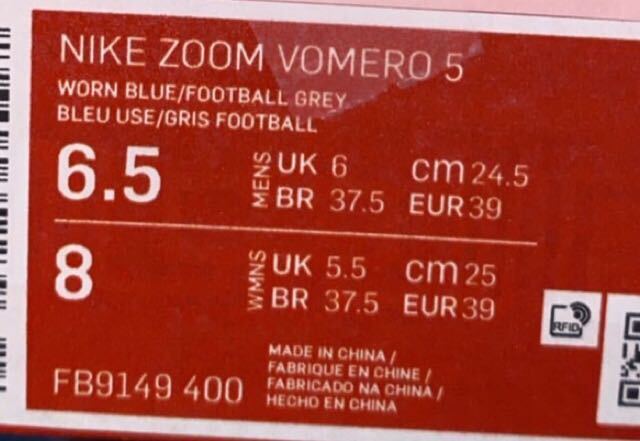 NIKE ZOOM VOMERO 5
WORN BLUE/FOOTBALL GREY
BLEU USE/GRIS FOOTBALL
6.5 MENS UK 6 cm 24.5
BR 37.5 EUR 39
8 WMNS UK 5.5 cm 25
BR 37.5 EUR 39
FB9149 400
MADE IN CHINA /
FABRIQUE EN CHINE /
FABRICADO NA CHINA /
HECHO EN CHINA
RFID